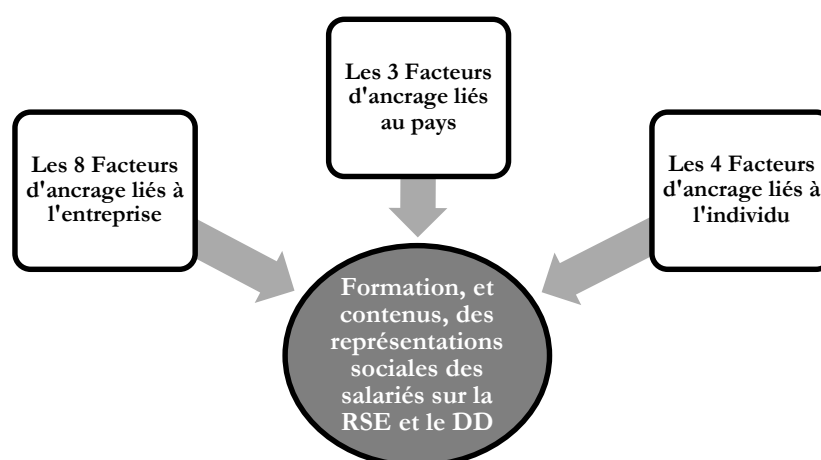 Les 3 Facteurs
d'ancrage liés
au pays
Les 8 Facteurs
d'ancrage liés à
l'entreprise
Les 4 Facteurs
d'ancrage liés à
l'individu
Formation, et
contenus, des
représentations
sociales des
salariés sur la
RSE et le DD